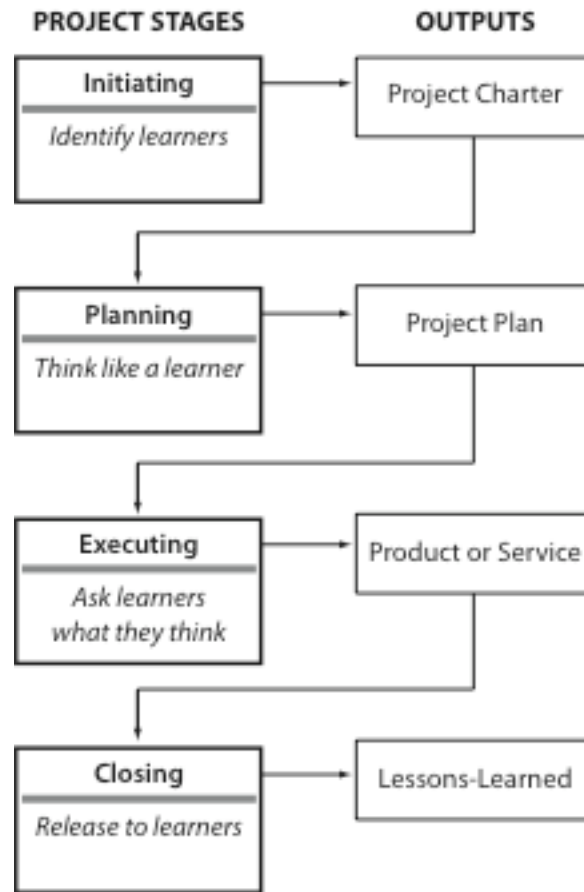 PROJECT STAGES
OUTPUTS
Initiating
Identify learners
Project Charter
Planning
Think like a learner
Project Plan
Executing
Ask learners
what they think
Product or Service
Closing
Release to learners
Lessons-Learned